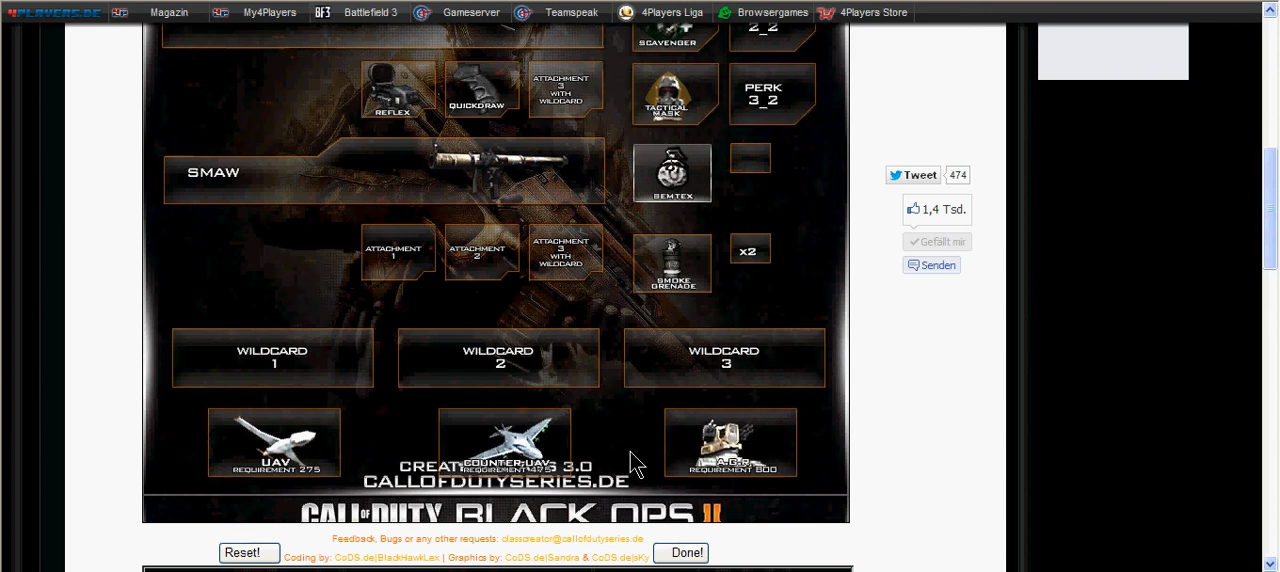 4PLAYERS.DE Magazin My4Players BF3 Battlefield 3 Gameserver Teamspeak 4Players Liga Browsergames 4Players Store
SCAVENGER
2_2
REFLEX
QUICKDRAW
ATTACHMENT
3
WITH
WILDCARD
TACTICAL
MASK
PERK
3_2
SMAW
SEMTEX
Tweet 474
1,4 Tsd.
Gefällt mir
Senden
ATTACHMENT
1
ATTACHMENT
2
ATTACHMENT
3
WITH
WILDCARD
SMOKE
GRENADE
x2
WILDCARD
1
WILDCARD
2
WILDCARD
3
UAV
REQUIREMENT 275
COUNTER-UAV
REQUIREMENT 475
A.G.R.
REQUIREMENT 800
3.0
CALLOFDUTYSERIES.DE
CALL OF DUTY BLACK OPS II
Feedback, Bugs or any other requests: classcreator@callofdutyseries.de
Reset! Coding by: CoDS.de|BlackHawkLex | Graphics by: CoDS.de|Sandra & CoDS.de|sKy Done!